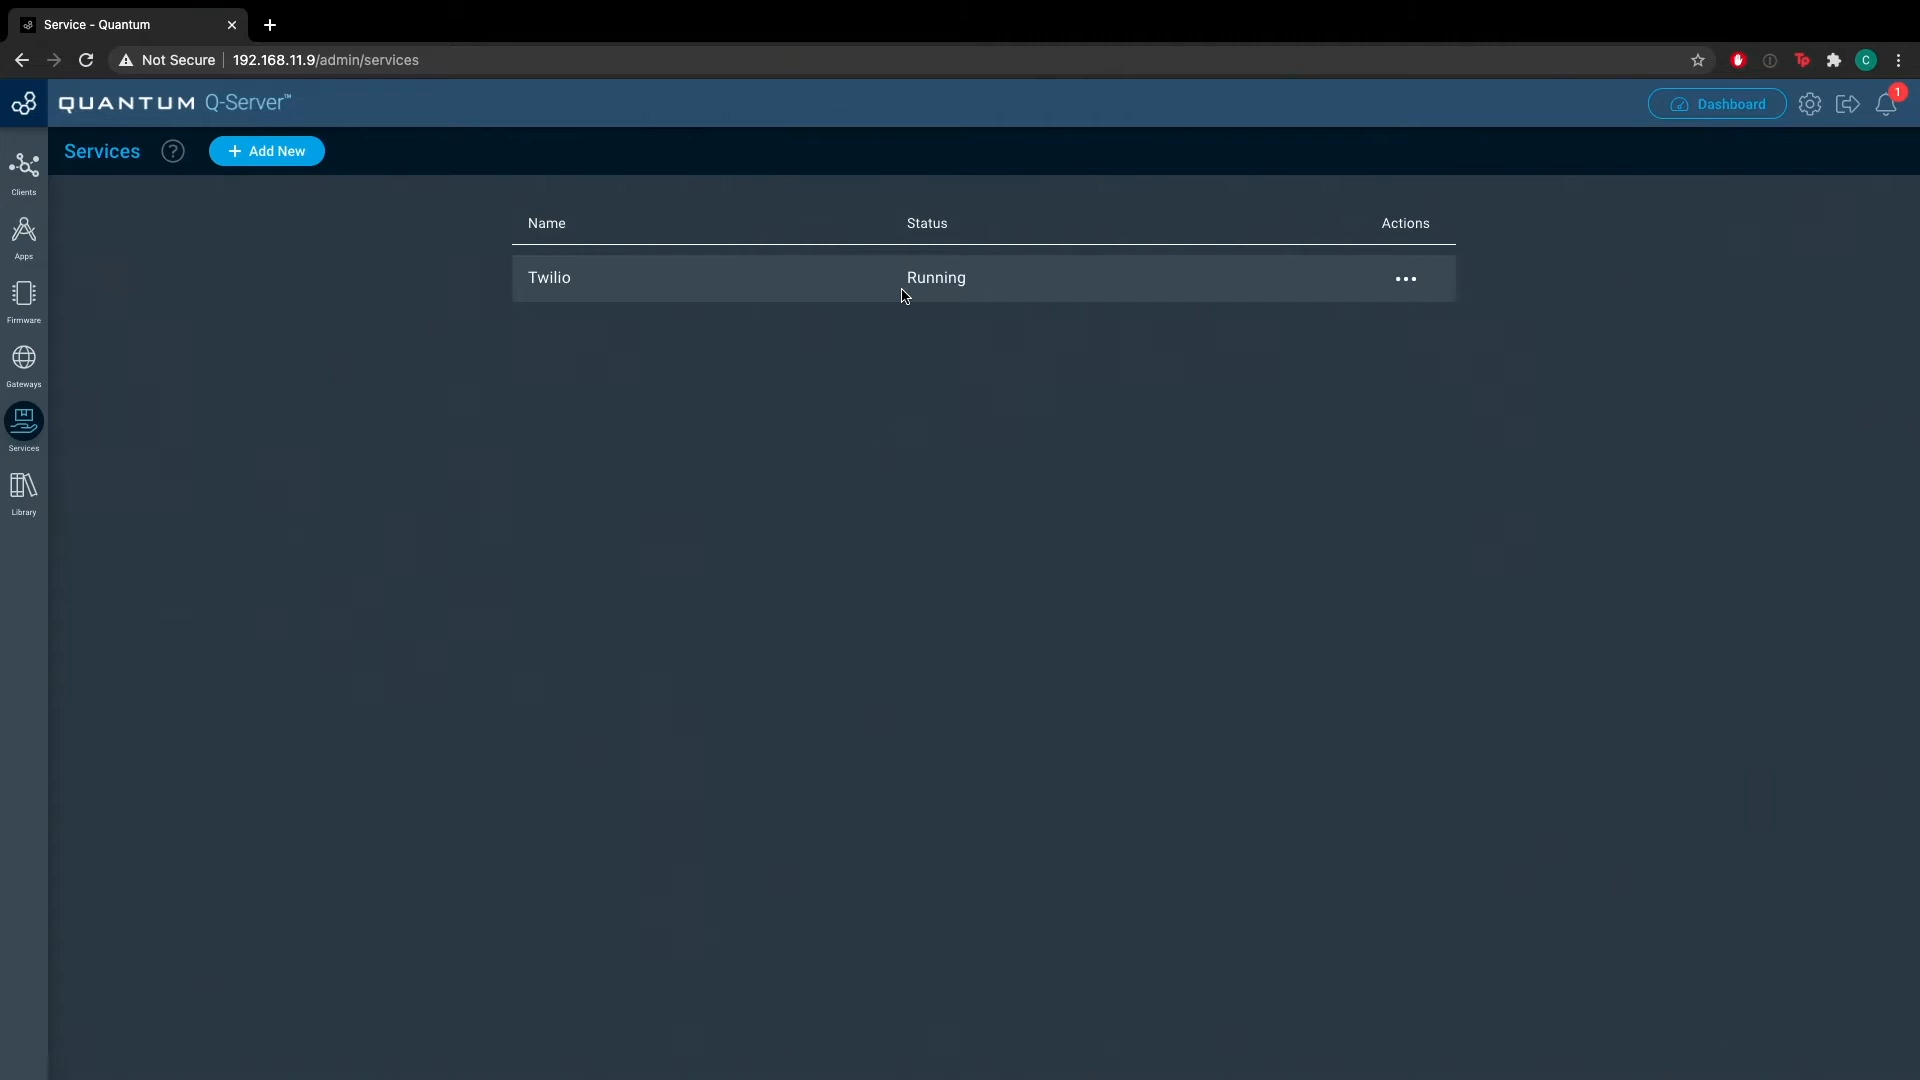 Service - Quantum
Not Secure 192.168.11.9/admin/services
Tp
C
QUANTUM Q-Server™
Dashboard
1
Services ? + Add New
Clients
Apps
Firmware
Gateways
Services
Library
Name Status Actions
Twilio Running